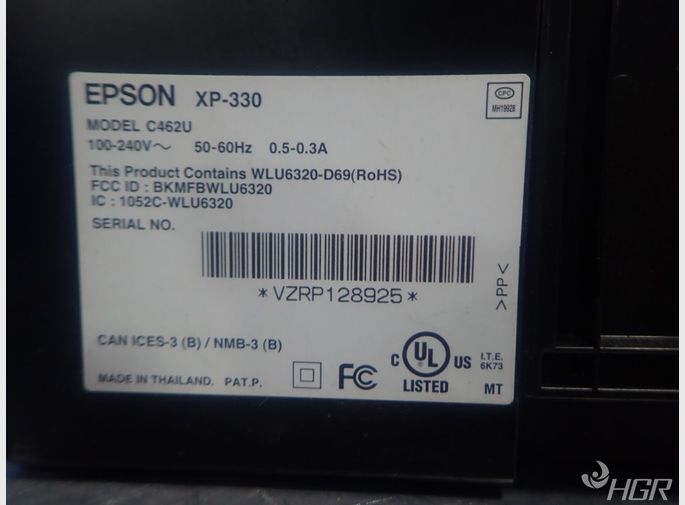 EPSON XP-330
CPC
MH19928
MODEL C462U
100-240V～ 50-60Hz 0.5-0.3A
This Product Contains WLU6320-D69(RoHS)
FCC ID : BKMFBWLU6320
IC : 1052C-WLU6320
SERIAL NO.
*VZRP128925*
>PP<
CAN ICES-3 (B) / NMB-3 (B)
MADE IN THAILAND. PAT.P.
FC
C UL US
LISTED
I.T.E.
6K73
MT
HGR